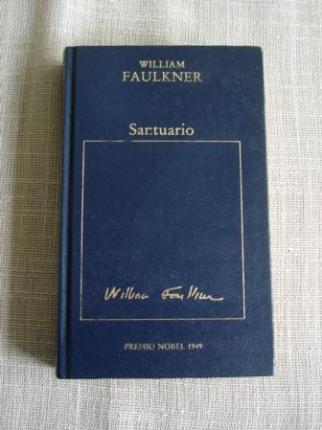 WILLIAM
FAULKNER
Santuario
William Faulkner
PREMIO NOBEL 1949